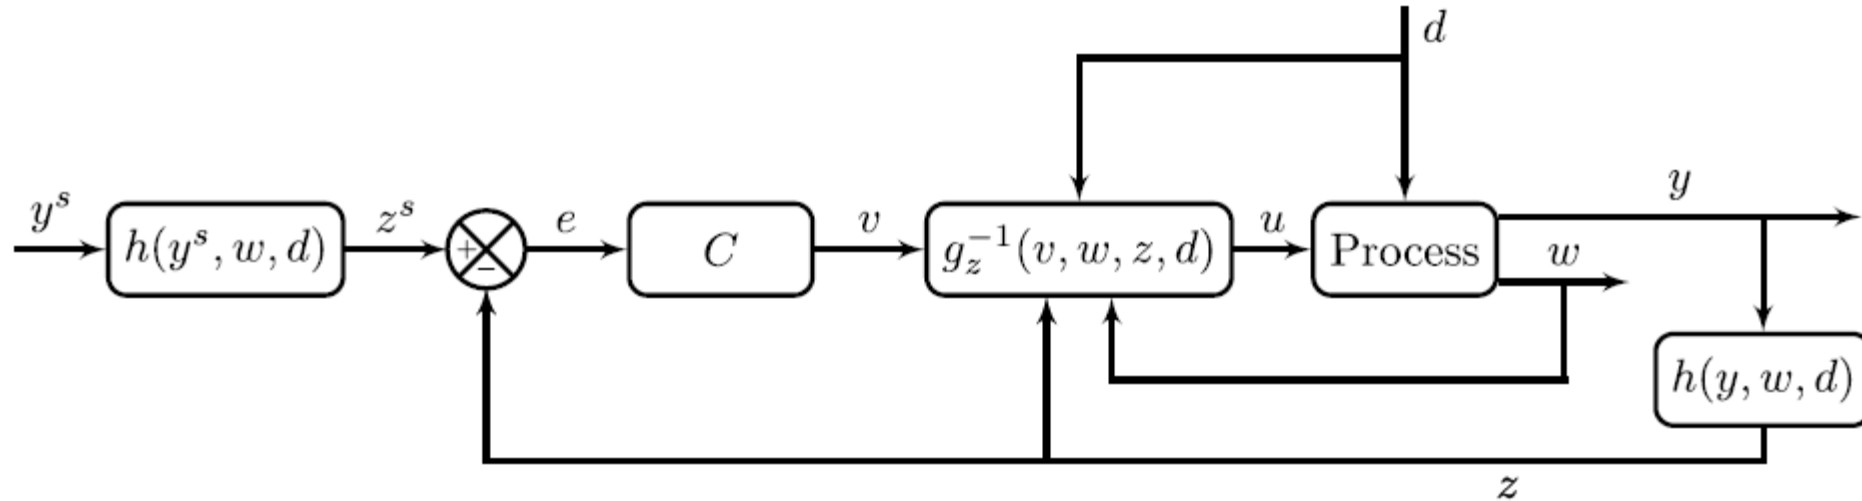 d
y^s
h(y^s, w, d)
z^s
+
−
e
C
v
g_z^{-1}(v, w, z, d)
u
Process
y
w
h(y, w, d)
z